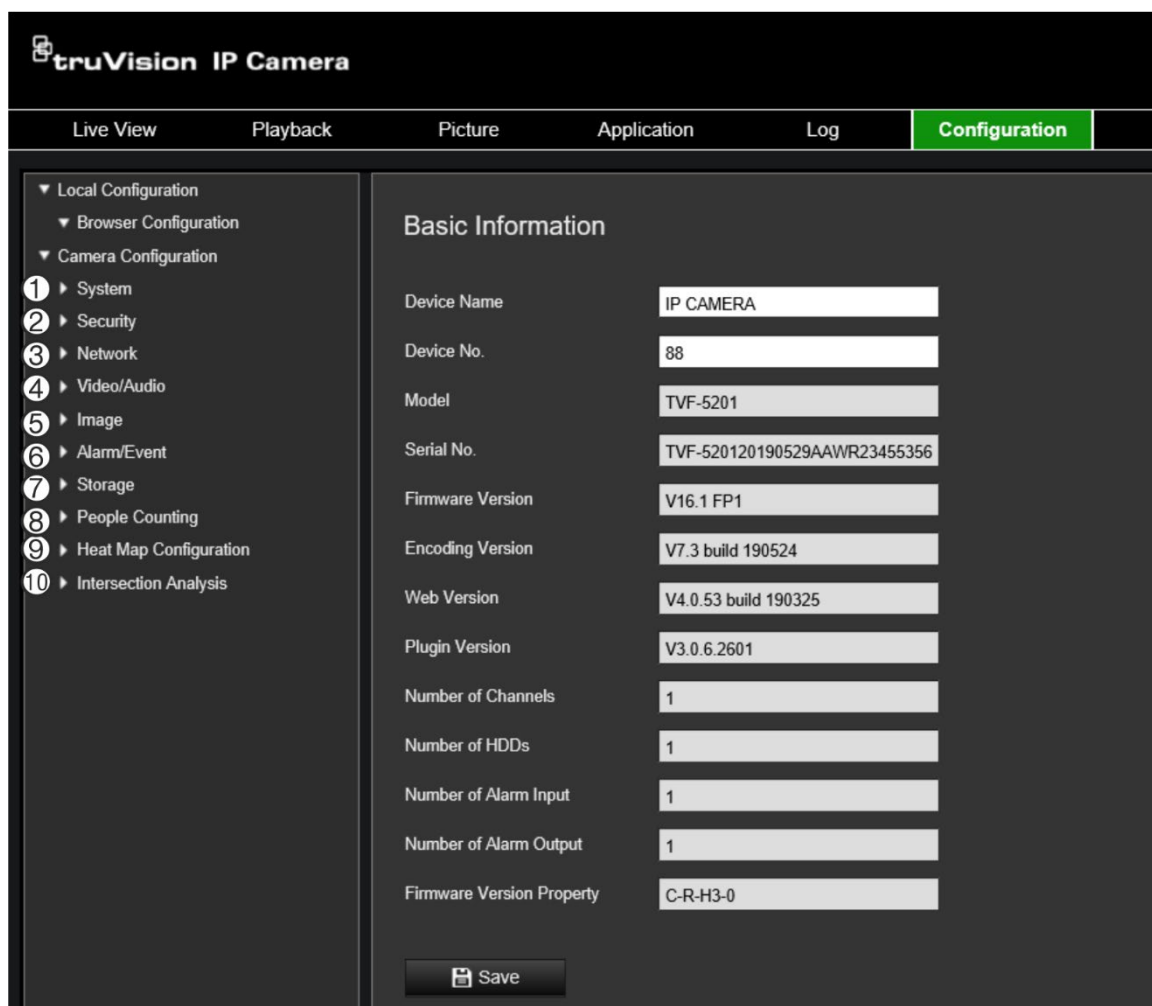 truVision IP Camera
Live View Playback Picture Application Log Configuration
Local Configuration
Browser Configuration
Camera Configuration
1 System
2 Security
3 Network
4 Video/Audio
5 Image
6 Alarm/Event
7 Storage
8 People Counting
9 Heat Map Configuration
10 Intersection Analysis
Basic Information
Device Name IP CAMERA
Device No. 88
Model TVF-5201
Serial No. TVF-520120190529AAWR23455356
Firmware Version V16.1 FP1
Encoding Version V7.3 build 190524
Web Version V4.0.53 build 190325
Plugin Version V3.0.6.2601
Number of Channels 1
Number of HDDs 1
Number of Alarm Input 1
Number of Alarm Output 1
Firmware Version Property C-R-H3-0
Save